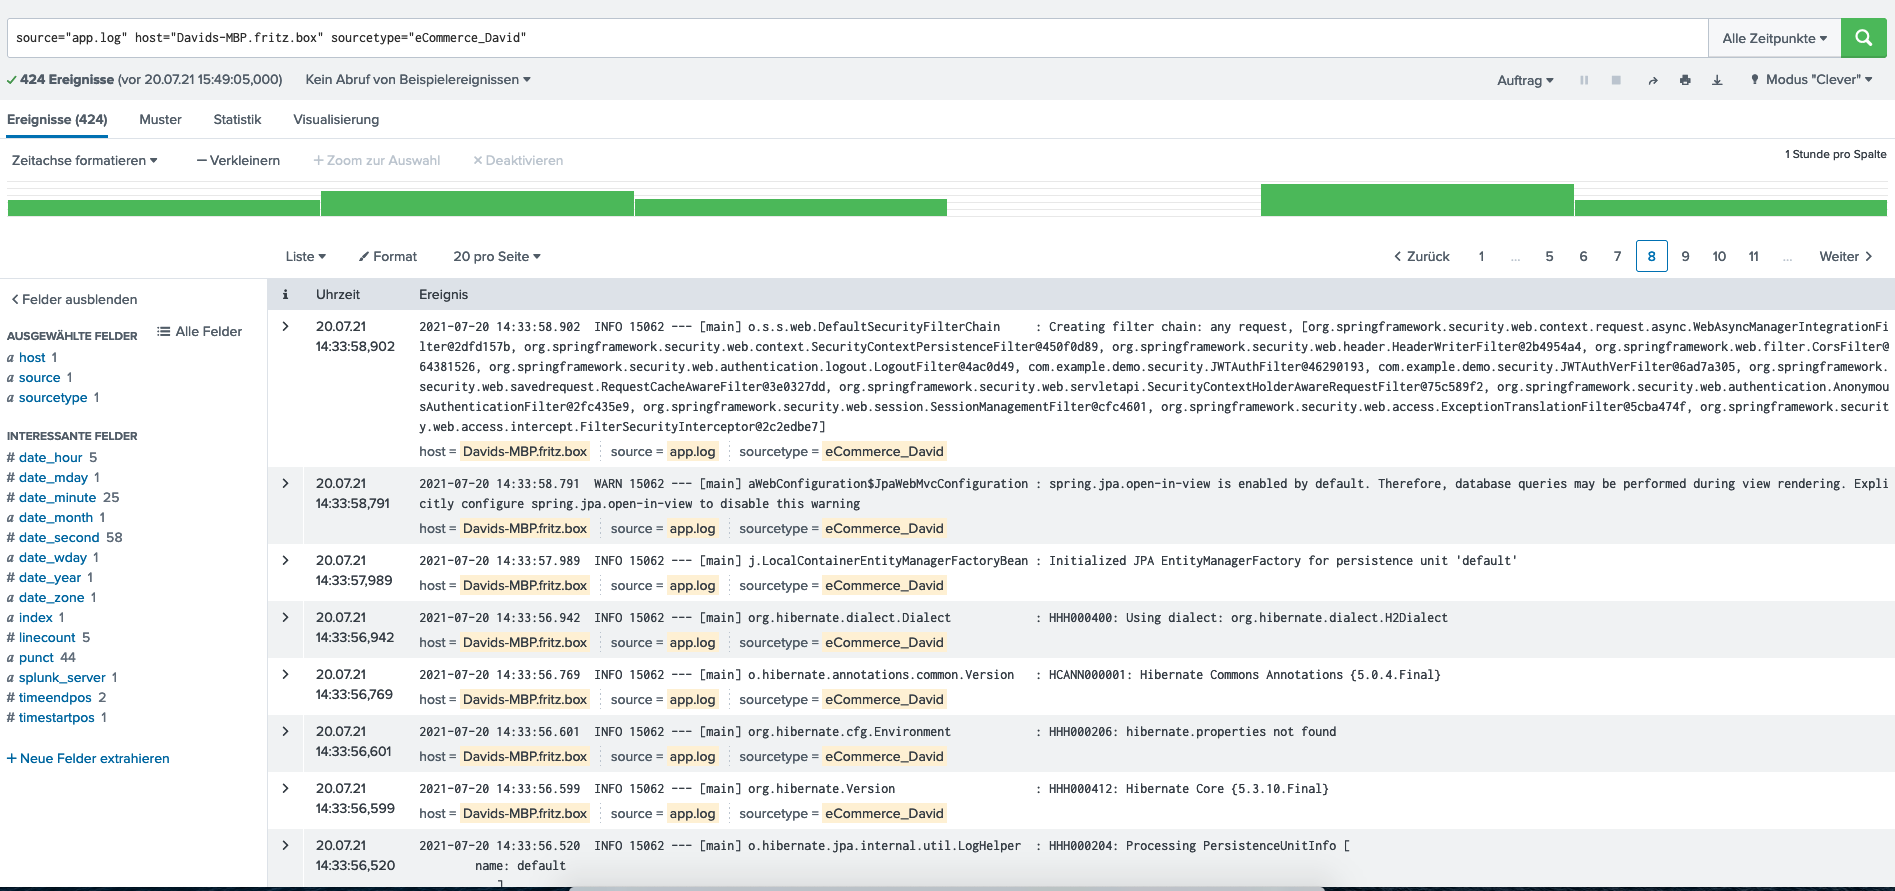 source="app.log" host="Davids-MBP.fritz.box" sourcetype="eCommerce_David"
Alle Zeitpunkte
424 Ereignisse (vor 20.07.21 15:49:05,000)
Kein Abruf von Beispielereignissen
Auftrag
Modus "Clever"
Ereignisse (424)
Muster
Statistik
Visualisierung
Zeitachse formatieren
— Verkleinern
+ Zoom zur Auswahl
× Deaktivieren
1 Stunde pro Spalte
Liste
Format
20 pro Seite
< Zurück 1 ... 5 6 7 8 9 10 11 ... Weiter >
< Felder ausblenden
AUSGEWÄHLTE FELDER
Alle Felder
a host 1
a source 1
a sourcetype 1
INTERESSANTE FELDER
# date_hour 5
# date_mday 1
# date_minute 25
a date_month 1
# date_second 58
a date_wday 1
# date_year 1
a date_zone 1
a index 1
# linecount 5
a punct 44
a splunk_server 1
# timeendpos 2
# timestartpos 1
+ Neue Felder extrahieren
i Uhrzeit Ereignis
20.07.21
14:33:58,902
2021-07-20 14:33:58.902  INFO 15062 --- [main] o.s.s.web.DefaultSecurityFilterChain     : Creating filter chain: any request, [org.springframework.security.web.context.request.async.WebAsyncManagerIntegrationFi
lter@2dfd157b, org.springframework.security.web.context.SecurityContextPersistenceFilter@450f0d89, org.springframework.security.web.header.HeaderWriterFilter@2b4954a4, org.springframework.web.filter.CorsFilter@
64381526, org.springframework.security.web.authentication.logout.LogoutFilter@4ac0d49, com.example.demo.security.JWTAuthFilter@46290193, com.example.demo.security.JWTAuthVerFilter@6ad7a305, org.springframework.
security.web.savedrequest.RequestCacheAwareFilter@3e0327dd, org.springframework.security.web.servletapi.SecurityContextHolderAwareRequestFilter@75c589f2, org.springframework.security.web.authentication.Anonymo
usAuthenticationFilter@2fc435e9, org.springframework.security.web.session.SessionManagementFilter@cfc4601, org.springframework.security.web.access.ExceptionTranslationFilter@5cba474f, org.springframework.securit
y.web.access.intercept.FilterSecurityInterceptor@2c2edbe7]
host = Davids-MBP.fritz.box source = app.log sourcetype = eCommerce_David
20.07.21
14:33:58,791
2021-07-20 14:33:58.791  WARN 15062 --- [main] aWebConfiguration$JpaWebMvcConfiguration : spring.jpa.open-in-view is enabled by default. Therefore, database queries may be performed during view rendering. Expli
citly configure spring.jpa.open-in-view to disable this warning
host = Davids-MBP.fritz.box source = app.log sourcetype = eCommerce_David
20.07.21
14:33:57,989
2021-07-20 14:33:57.989  INFO 15062 --- [main] j.LocalContainerEntityManagerFactoryBean : Initialized JPA EntityManagerFactory for persistence unit 'default'
host = Davids-MBP.fritz.box source = app.log sourcetype = eCommerce_David
20.07.21
14:33:56,942
2021-07-20 14:33:56.942  INFO 15062 --- [main] org.hibernate.dialect.Dialect            : HHH000400: Using dialect: org.hibernate.dialect.H2Dialect
host = Davids-MBP.fritz.box source = app.log sourcetype = eCommerce_David
20.07.21
14:33:56,769
2021-07-20 14:33:56.769  INFO 15062 --- [main] o.hibernate.annotations.common.Version   : HCANN000001: Hibernate Commons Annotations {5.0.4.Final}
host = Davids-MBP.fritz.box source = app.log sourcetype = eCommerce_David
20.07.21
14:33:56,601
2021-07-20 14:33:56.601  INFO 15062 --- [main] org.hibernate.cfg.Environment            : HHH000206: hibernate.properties not found
host = Davids-MBP.fritz.box source = app.log sourcetype = eCommerce_David
20.07.21
14:33:56,599
2021-07-20 14:33:56.599  INFO 15062 --- [main] org.hibernate.Version                    : HHH000412: Hibernate Core {5.3.10.Final}
host = Davids-MBP.fritz.box source = app.log sourcetype = eCommerce_David
20.07.21
14:33:56,520
2021-07-20 14:33:56.520  INFO 15062 --- [main] o.hibernate.jpa.internal.util.LogHelper  : HHH000204: Processing PersistenceUnitInfo [
name: default
]